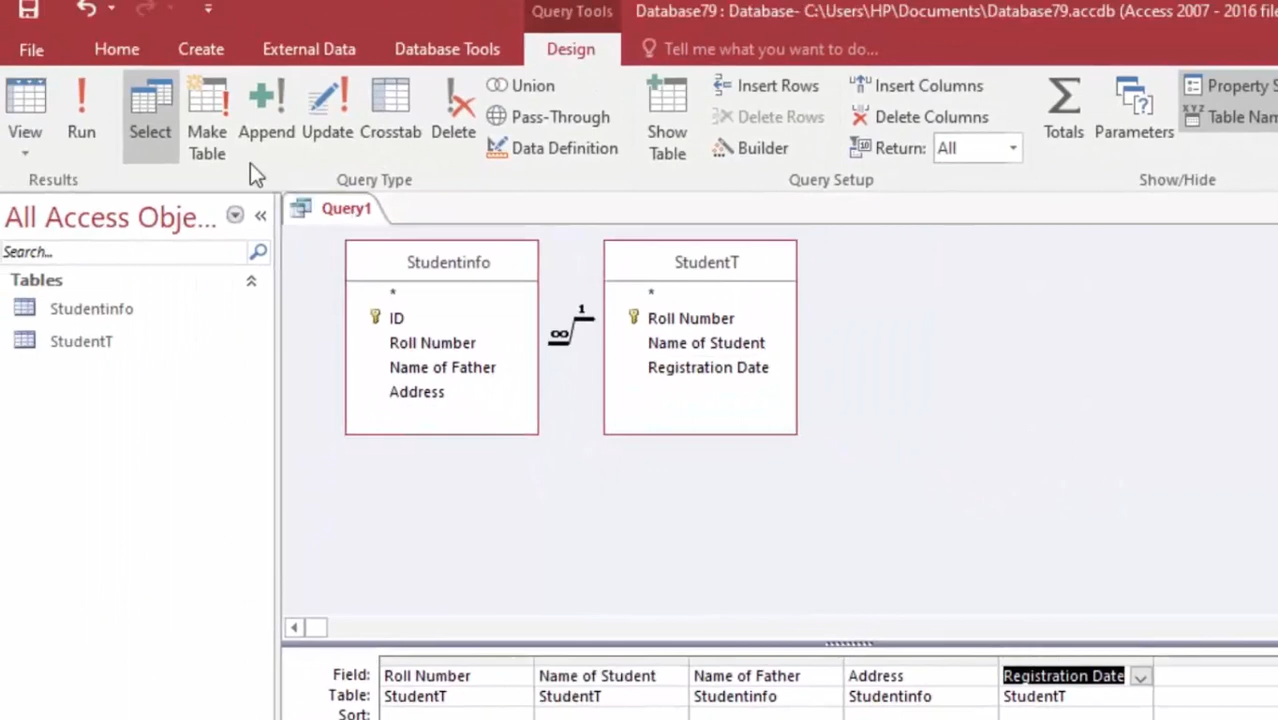 Query Tools
Database79 : Database- C:\Users\HP\Documents\Database79.accdb (Access 2007 - 2016 file
File Home Create External Data Database Tools Design Tell me what you want to do...
View
Run
Select
Make Table
Append
Update
Crosstab
Delete
Union
Pass-Through
Data Definition
Show Table
Insert Rows
Delete Rows
Builder
Insert Columns
Delete Columns
Return: All
Totals
Parameters
Property S
Table Nam
Results
Query Type
Query Setup
Show/Hide
All Access Obje...
Search...
Tables
Studentinfo
StudentT
Query1
Studentinfo
*
ID
Roll Number
Name of Father
Address
∞ 1
StudentT
*
Roll Number
Name of Student
Registration Date
Field: Roll Number Name of Student Name of Father Address Registration Date
Table: StudentT StudentT Studentinfo Studentinfo StudentT
Sort: